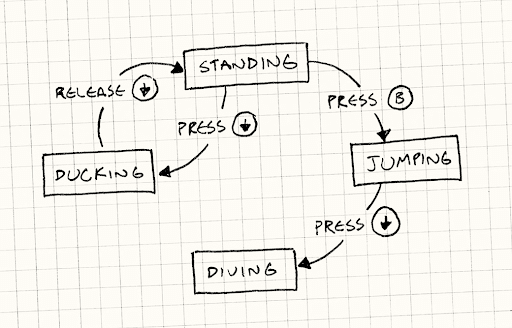 STANDING
RELEASE ↓
PRESS B
PRESS ↓
JUMPING
DUCKING
PRESS ↓
DIVING